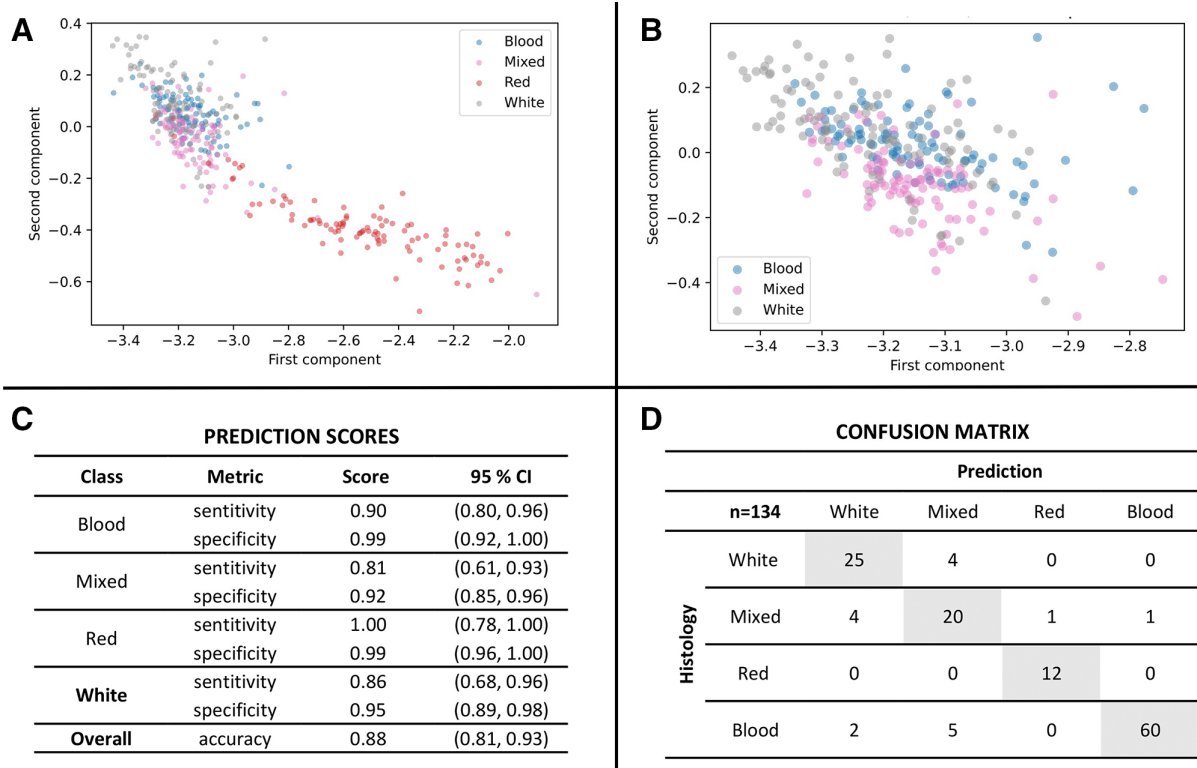 A
0.4
0.2
0.0
−0.2
−0.4
−0.6
Second component
−3.4 −3.2 −3.0 −2.8 −2.6 −2.4 −2.2 −2.0
First component
Blood
Mixed
Red
White
B
0.2
0.0
−0.2
−0.4
Second component
−3.4 −3.3 −3.2 −3.1 −3.0 −2.9 −2.8
First component
Blood
Mixed
White
C
PREDICTION SCORES
Class Metric Score 95 % CI
Blood sentitivity 0.90 (0.80, 0.96)
specificity 0.99 (0.92, 1.00)
Mixed sentitivity 0.81 (0.61, 0.93)
specificity 0.92 (0.85, 0.96)
Red sentitivity 1.00 (0.78, 1.00)
specificity 0.99 (0.96, 1.00)
White sentitivity 0.86 (0.68, 0.96)
specificity 0.95 (0.89, 0.98)
Overall accuracy 0.88 (0.81, 0.93)
D
CONFUSION MATRIX
Prediction
n=134 White Mixed Red Blood
Histology
White 25 4 0 0
Mixed 4 20 1 1
Red 0 0 12 0
Blood 2 5 0 60